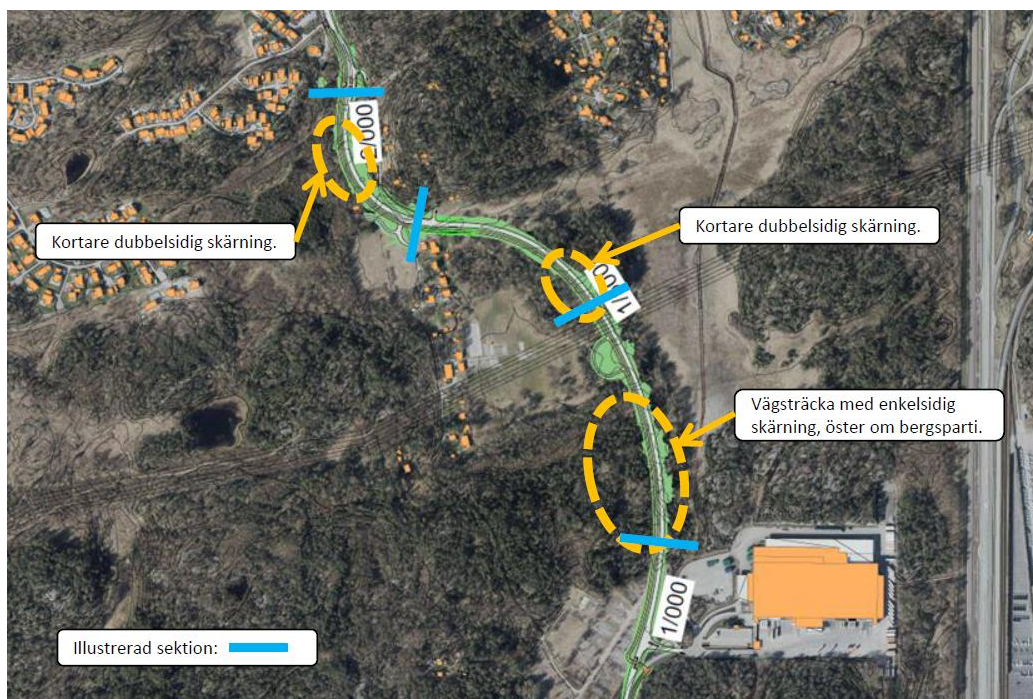 Kortare dubbelsidig skärning.
Kortare dubbelsidig skärning.
Vägsträcka med enkelsidig
skärning, öster om bergsparti.
1/000
Illustrerad sektion: